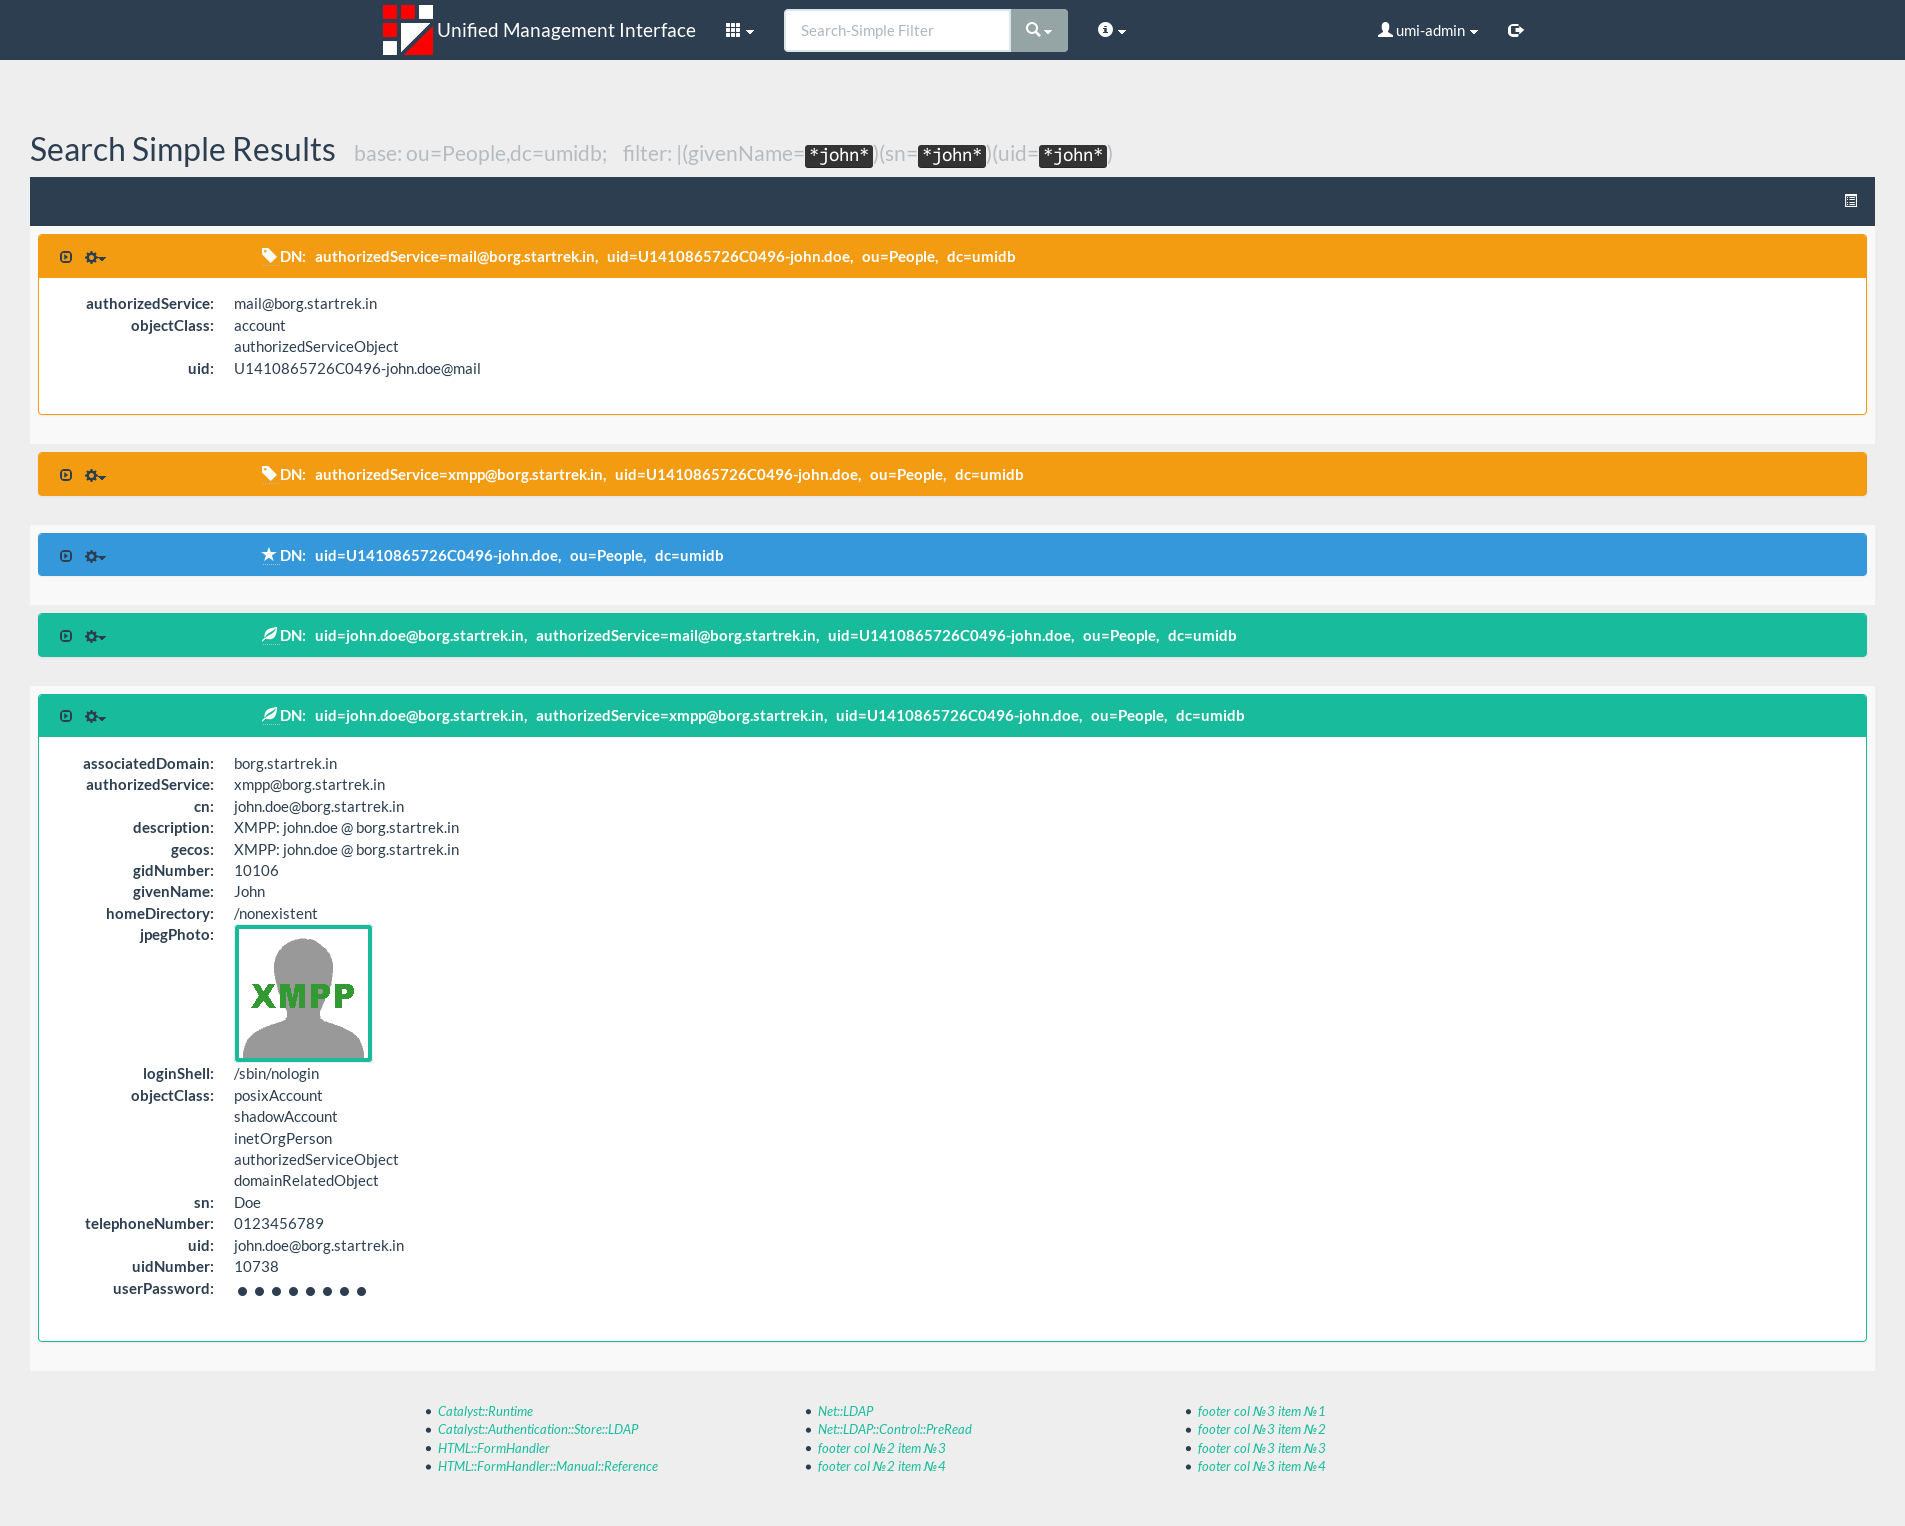 Unified Management Interface
Search-Simple Filter
umi-admin
Search Simple Results base: ou=People,dc=umidb; filter: |(givenName=*john*)(sn=*john*)(uid=*john*)
DN: authorizedService=mail@borg.startrek.in, uid=U1410865726C0496-john.doe, ou=People, dc=umidb
authorizedService: mail@borg.startrek.in
objectClass: account
authorizedServiceObject
uid: U1410865726C0496-john.doe@mail
DN: authorizedService=xmpp@borg.startrek.in, uid=U1410865726C0496-john.doe, ou=People, dc=umidb
DN: uid=U1410865726C0496-john.doe, ou=People, dc=umidb
DN: uid=john.doe@borg.startrek.in, authorizedService=mail@borg.startrek.in, uid=U1410865726C0496-john.doe, ou=People, dc=umidb
DN: uid=john.doe@borg.startrek.in, authorizedService=xmpp@borg.startrek.in, uid=U1410865726C0496-john.doe, ou=People, dc=umidb
associatedDomain: borg.startrek.in
authorizedService: xmpp@borg.startrek.in
cn: john.doe@borg.startrek.in
description: XMPP: john.doe @ borg.startrek.in
gecos: XMPP: john.doe @ borg.startrek.in
gidNumber: 10106
givenName: John
homeDirectory: /nonexistent
jpegPhoto:
XMPP
loginShell: /sbin/nologin
objectClass: posixAccount
shadowAccount
inetOrgPerson
authorizedServiceObject
domainRelatedObject
sn: Doe
telephoneNumber: 0123456789
uid: john.doe@borg.startrek.in
uidNumber: 10738
userPassword: ● ● ● ● ● ● ● ●
• Catalyst::Runtime
• Catalyst::Authentication::Store::LDAP
• HTML::FormHandler
• HTML::FormHandler::Manual::Reference
• Net::LDAP
• Net::LDAP::Control::PreRead
• footer col №2 item №3
• footer col №2 item №4
• footer col №3 item №1
• footer col №3 item №2
• footer col №3 item №3
• footer col №3 item №4